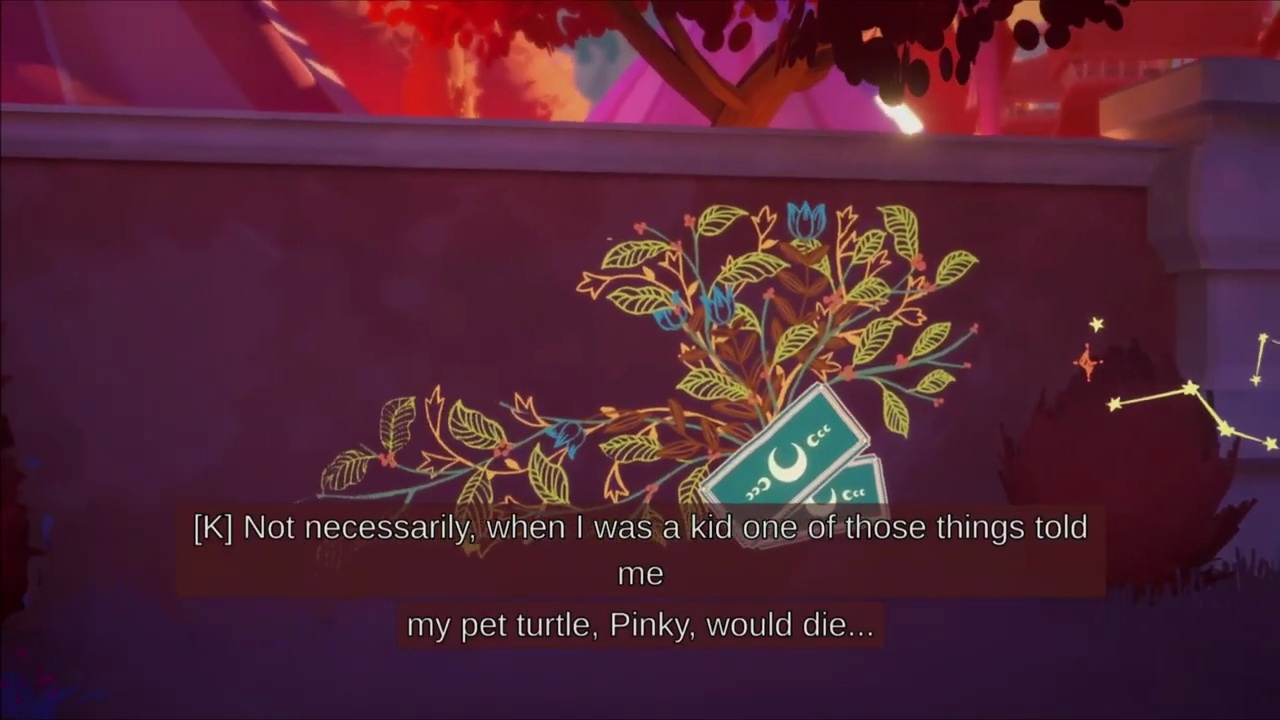 [K] Not necessarily, when I was a kid one of those things told
me
my pet turtle, Pinky, would die...